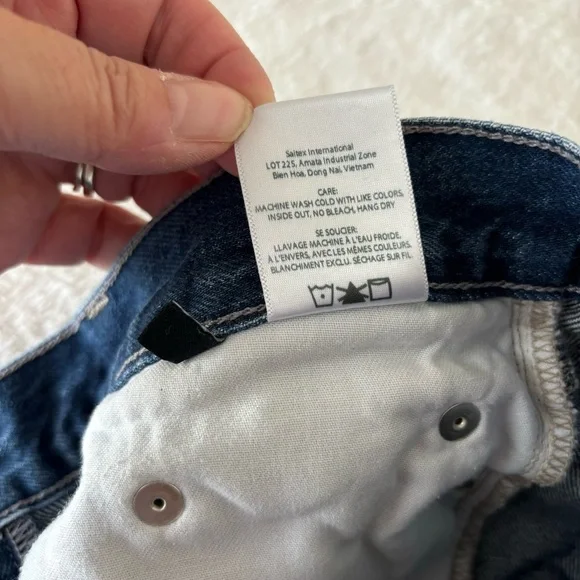 Saitex International
LOT 225, Amata Industrial Zone
Bien Hoa, Dong Nai, Vietnam
CARE:
MACHINE WASH COLD WITH LIKE COLORS,
INSIDE OUT, NO BLEACH, HANG DRY
SE SOUCIER:
LLAVAGE MACHINE À L'EAU FROIDE,
À L'ENVERS, AVEC LES MÊMES COULEURS.
BLANCHIMENT EXCLU. SÉCHAGE SUR FIL.